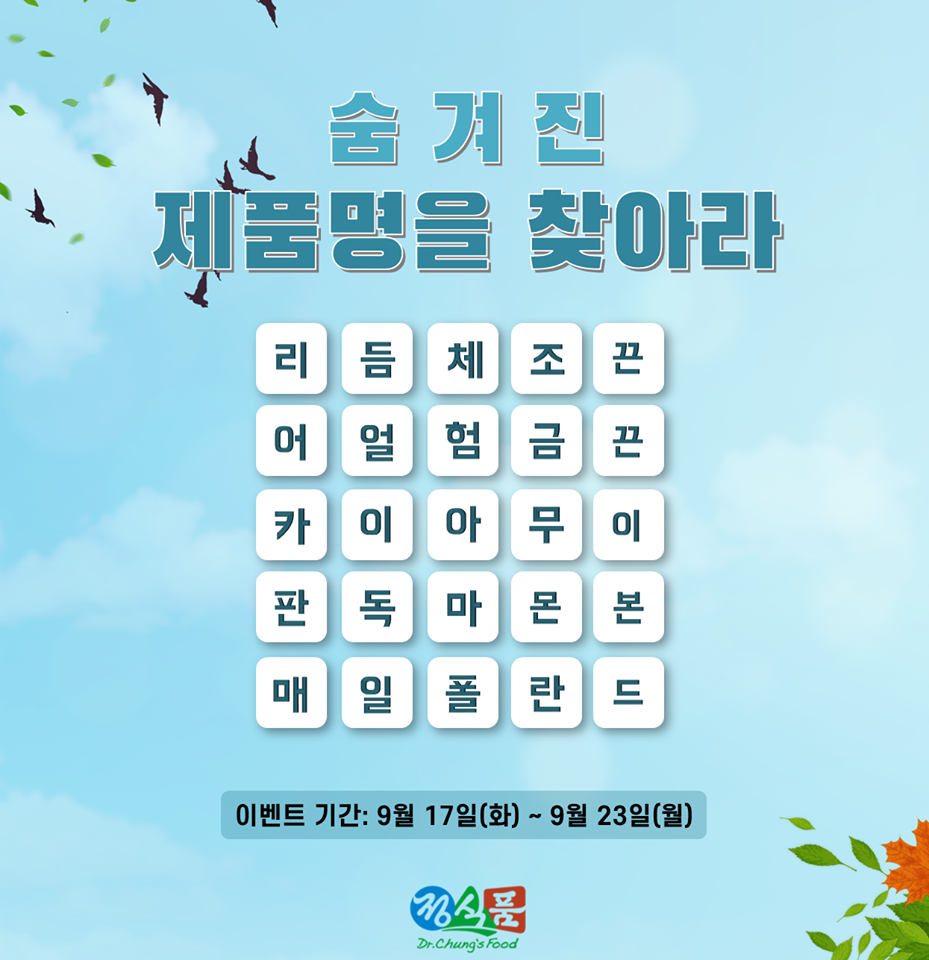 숨겨진
제품명을 찾아라
리 듬 체 조 끈
어 얼 험 금 끈
카 이 아 무 이
판 독 마 몬 본
매 일 폴 란 드
이벤트 기간: 9월 17일(화) ~ 9월 23일(월)
정식품
Dr.Chung's Food